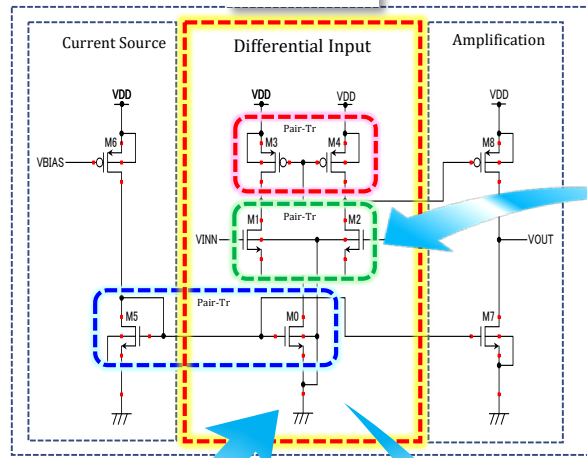 Current Source
Differential Input
Amplification
VDD
VDD
VDD
VDD
Pair-Tr
M6
M3
M4
M8
VBIAS
Pair-Tr
M1
M2
VINN
VOUT
Pair-Tr
M5
M0
M7